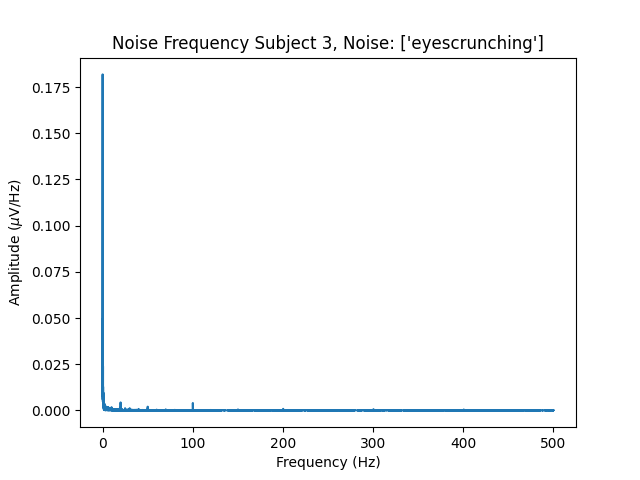 Noise Frequency Subject 3, Noise: ['eyescrunching']
0.175
0.150
0.125
0.100
0.075
0.050
0.025
0.000
Amplitude (μV/Hz)
0 100 200 300 400 500
Frequency (Hz)